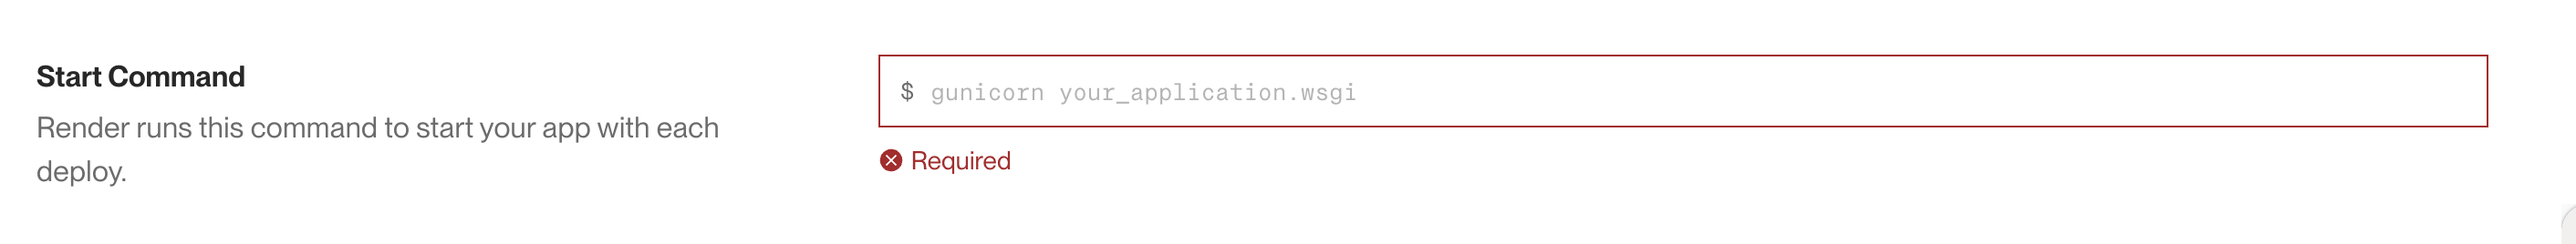 Start Command
Render runs this command to start your app with each
deploy.
$ gunicorn your_application.wsgi
Required